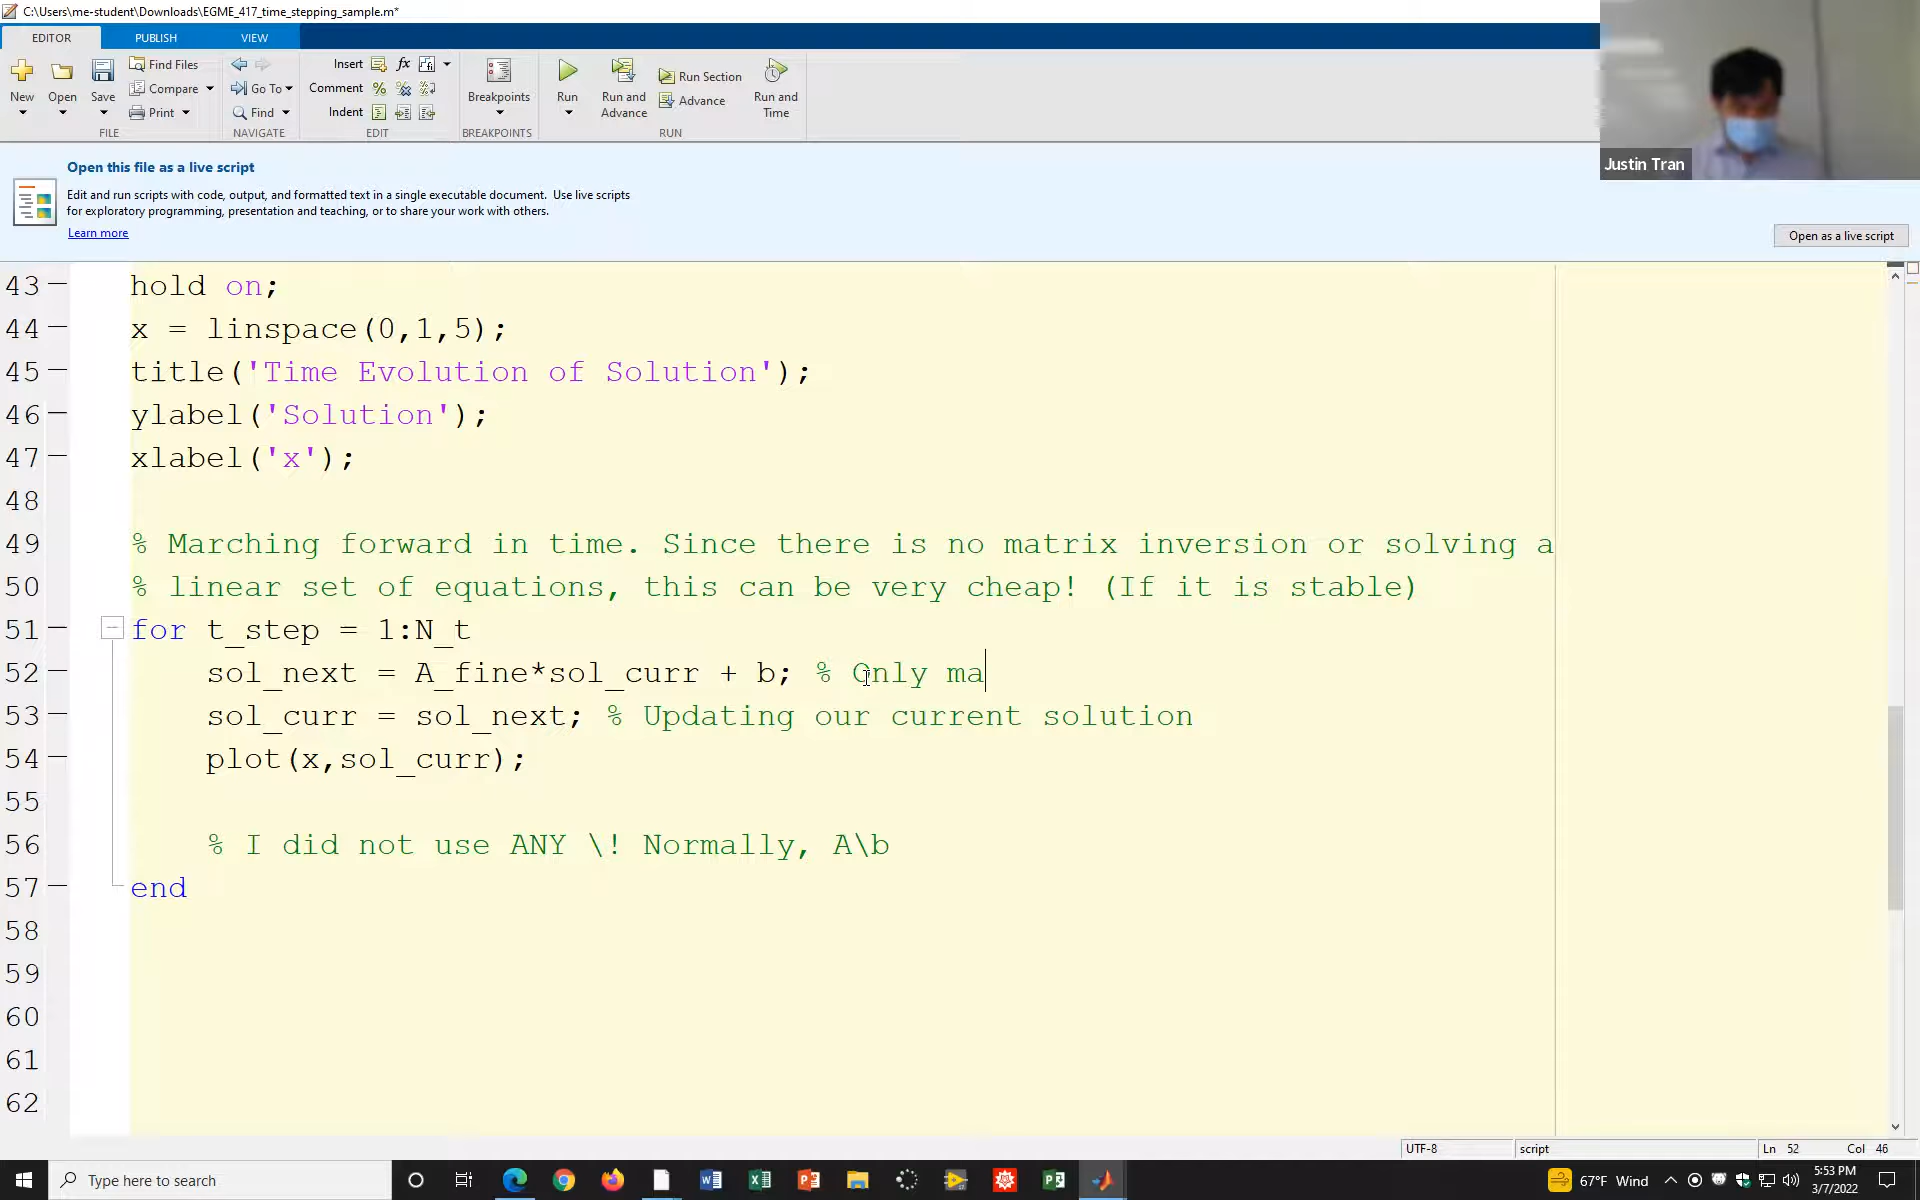 C:\Users\me-student\Downloads\EGME_417_time_stepping_sample.m*
EDITOR PUBLISH VIEW
New Open Save Find Files Compare Print
Go To Find
Insert fx
Comment
Indent
Breakpoints
Run
Run and Advance
Run Section
Advance
Run and Time
FILE NAVIGATE EDIT BREAKPOINTS RUN
Justin Tran
Open this file as a live script
Edit and run scripts with code, output, and formatted text in a single executable document. Use live scripts
for exploratory programming, presentation and teaching, or to share your work with others.
Learn more
Open as a live script
43 hold on;
44 x = linspace(0,1,5);
45 title('Time Evolution of Solution');
46 ylabel('Solution');
47 xlabel('x');
48
49 % Marching forward in time. Since there is no matrix inversion or solving a
50 % linear set of equations, this can be very cheap! (If it is stable)
51 for t_step = 1:N_t
52 sol_next = A_fine*sol_curr + b; % Only ma
53 sol_curr = sol_next; % Updating our current solution
54 plot(x,sol_curr);
55
56 % I did not use ANY \! Normally, A\b
57 end
58
59
60
61
62
UTF-8 script Ln 52 Col 46
Type here to search
67°F Wind
5:53 PM
3/7/2022